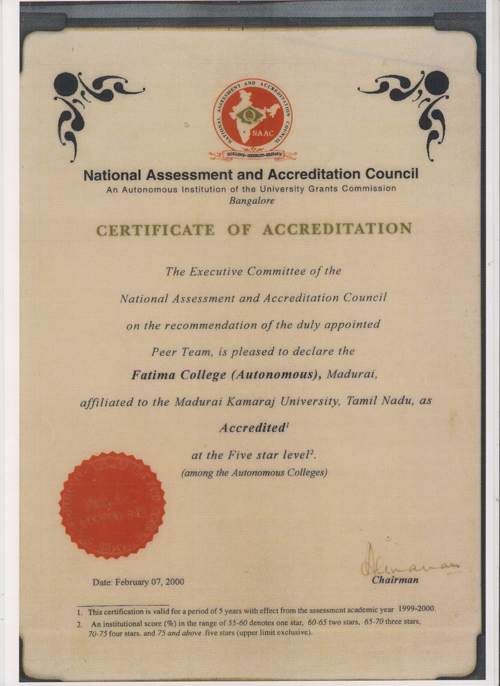 NATIONAL ASSESSMENT AND ACCREDITATION COUNCIL
NAAC
National Assessment and Accreditation Council
An Autonomous Institution of the University Grants Commission
Bangalore
CERTIFICATE OF ACCREDITATION
The Executive Committee of the
National Assessment and Accreditation Council
on the recommendation of the duly appointed
Peer Team, is pleased to declare the
Fatima College (Autonomous), Madurai,
affiliated to the Madurai Kamaraj University, Tamil Nadu, as
Accredited¹
at the Five star level².
(among the Autonomous Colleges)
Date: February 07, 2000
Chairman
1. This certification is valid for a period of 5 years with effect from the assessment academic year 1999-2000.
2. An institutional score (%) in the range of 55-60 denotes one star, 60-65 two stars, 65-70 three stars,
70-75 four stars, and 75 and above five stars (upper limit exclusive).